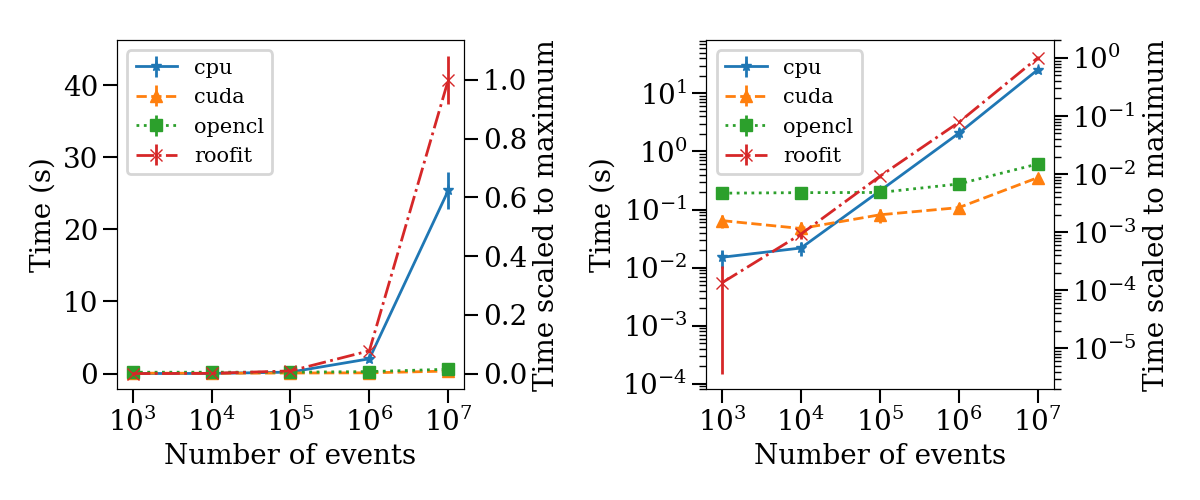 cpu
cuda
opencl
roofit
40
30
20
10
0
Time (s)
1.0
0.8
0.6
0.4
0.2
0.0
Time scaled to maximum
10³ 10⁴ 10⁵ 10⁶ 10⁷
Number of events
cpu
cuda
opencl
roofit
10¹
10⁰
10⁻¹
10⁻²
10⁻³
10⁻⁴
Time (s)
10⁰
10⁻¹
10⁻²
10⁻³
10⁻⁴
10⁻⁵
Time scaled to maximum
10³ 10⁴ 10⁵ 10⁶ 10⁷
Number of events